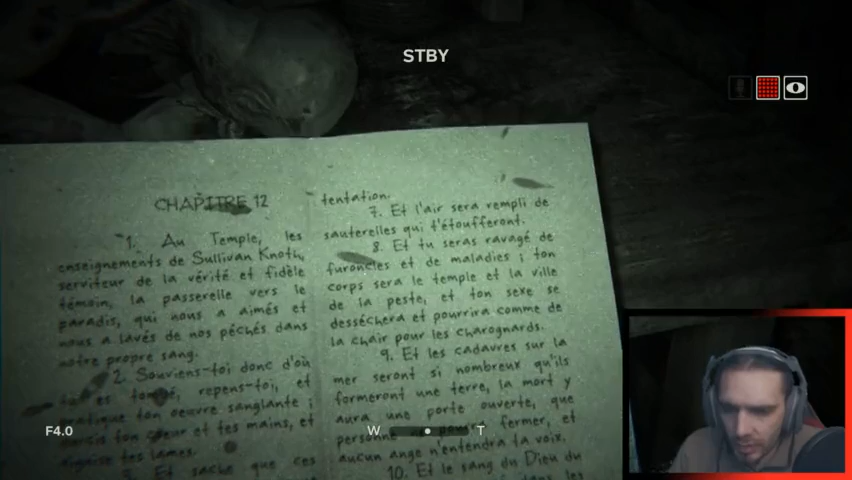 STBY
CHAPITRE 12
1. Au Temple, les
enseignements de Sullivan Knoth,
serviteur de la vérité et fidèle
témoin, la passerelle vers le
paradis, qui nous a aimés et
nous a lavés de nos péchés dans
notre propre sang.
2. Souviens-toi donc d'où
tu es tombé, repens-toi, et
pratique ton oeuvre sanglante ;
ton cœur et tes mains, et
aiguise tes lames.
3. Et sache que ces
tentation.
7. Et l'air sera rempli de
sauterelles qui t'étoufferont.
8. Et tu seras ravagé de
furoncles et de maladies ; ton
corps sera le temple et la ville
de la peste, et ton sexe se
desséchera et pourrira comme de
la chair pour les charognards.
9. Et les cadavres sur la
mer seront si nombreux qu'ils
formeront une terre, la mort y
aura une porte ouverte, que
personne ne pourra fermer, et
aucun ange n'entendra ta voix.
10. Et le sang du Dieu du
dans les
F4.0
W T